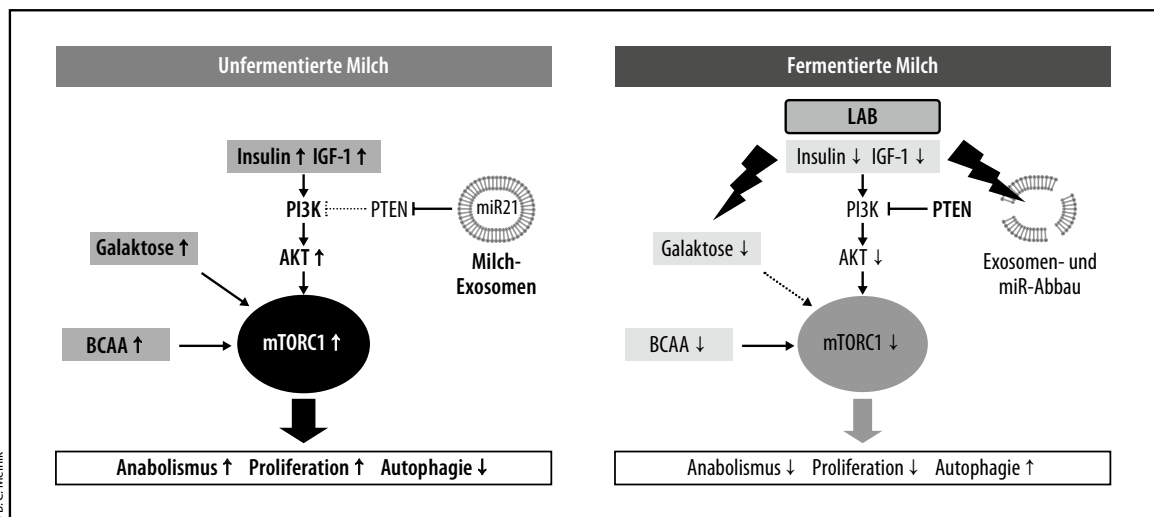 Unfermentierte Milch
Insulin ↑ IGF-1 ↑
PI3K
PTEN
miR21
Milch-
Exosomen
Galaktose ↑
AKT ↑
BCAA ↑
mTORC1 ↑
Anabolismus ↑ Proliferation ↑ Autophagie ↓
Fermentierte Milch
LAB
Insulin ↓ IGF-1 ↓
PI3K
PTEN
Galaktose ↓
AKT ↓
Exosomen- und
miR-Abbau
BCAA ↓
mTORC1 ↓
Anabolismus ↓ Proliferation ↓ Autophagie ↑
B. C. Melnik